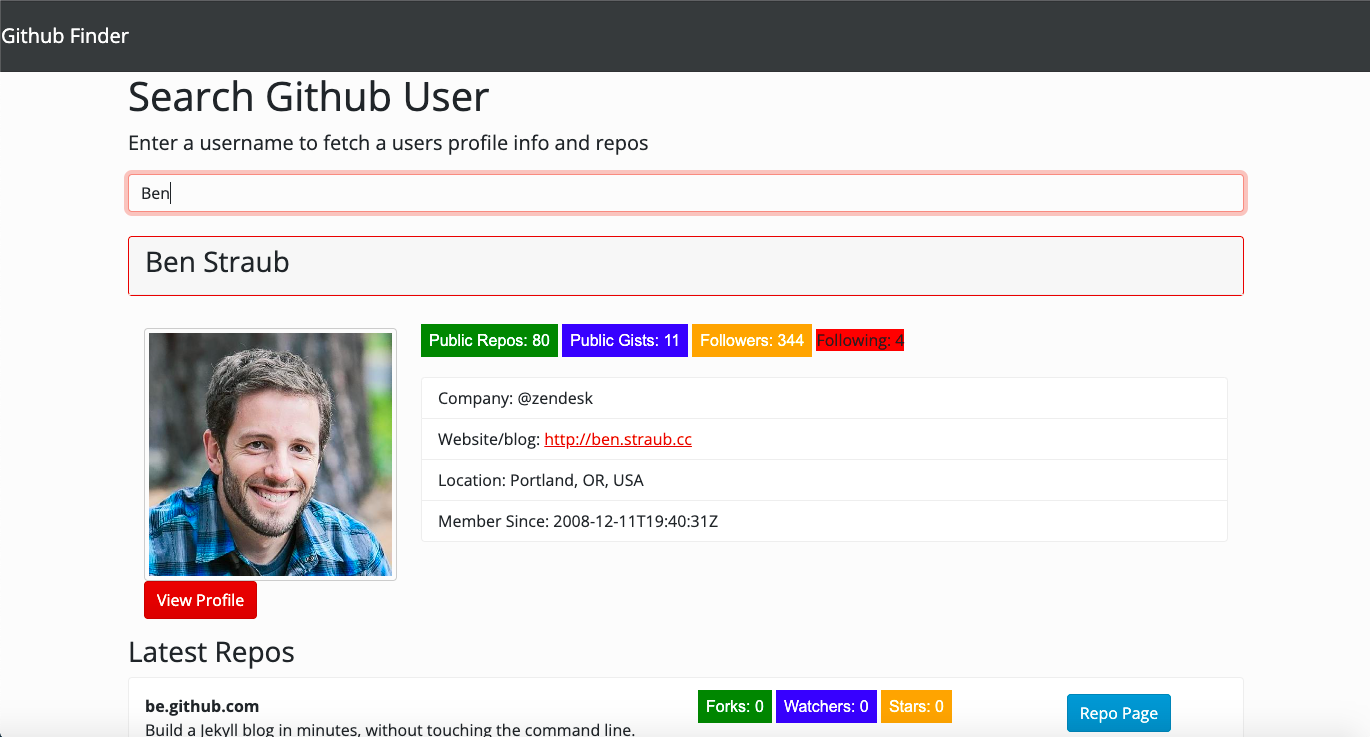 Github Finder
Search Github User
Enter a username to fetch a users profile info and repos
Ben
Ben Straub
Public Repos: 80 Public Gists: 11 Followers: 344 Following: 4
Company: @zendesk
Website/blog: http://ben.straub.cc
Location: Portland, OR, USA
Member Since: 2008-12-11T19:40:31Z
View Profile
Latest Repos
be.github.com
Forks: 0 Watchers: 0 Stars: 0
Repo Page
Build a Jekyll blog in minutes, without touching the command line.